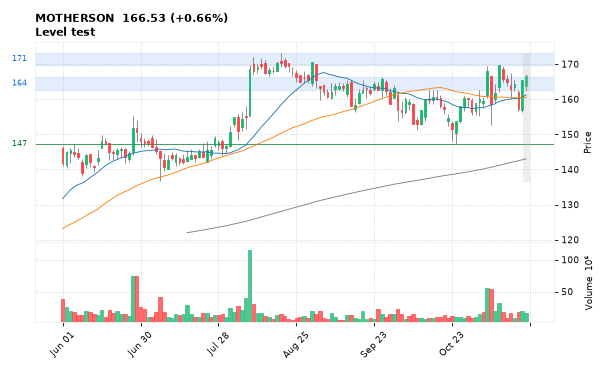 MOTHERSON  166.53 (+0.66%)
Level test
171
164
147
170
160
150
140
130
120
Price
100
50
Volume  10⁶
Jun 01
Jun 30
Jul 28
Aug 25
Sep 23
Oct 23